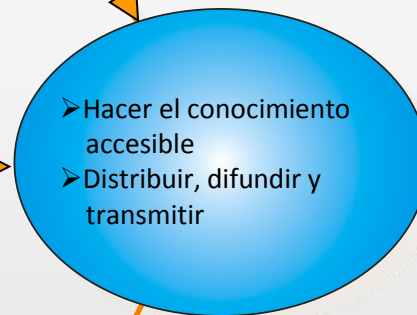 ➢Hacer el conocimiento
accesible
➢Distribuir, difundir y
transmitir